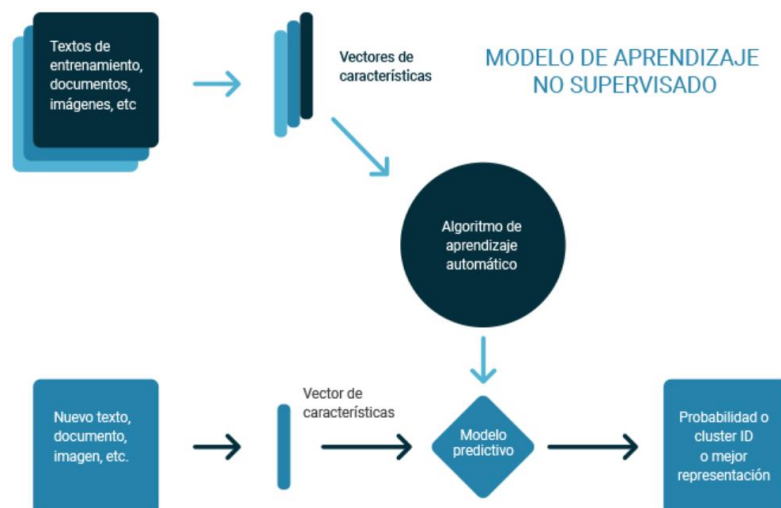 Textos de
entrenamiento,
documentos,
imágenes, etc
Vectores de
características
MODELO DE APRENDIZAJE
NO SUPERVISADO
Algoritmo de
aprendizaje
automático
Nuevo texto,
documento,
imagen, etc.
Vector de
características
Modelo
predictivo
Probabilidad o
cluster ID
o mejor
representación